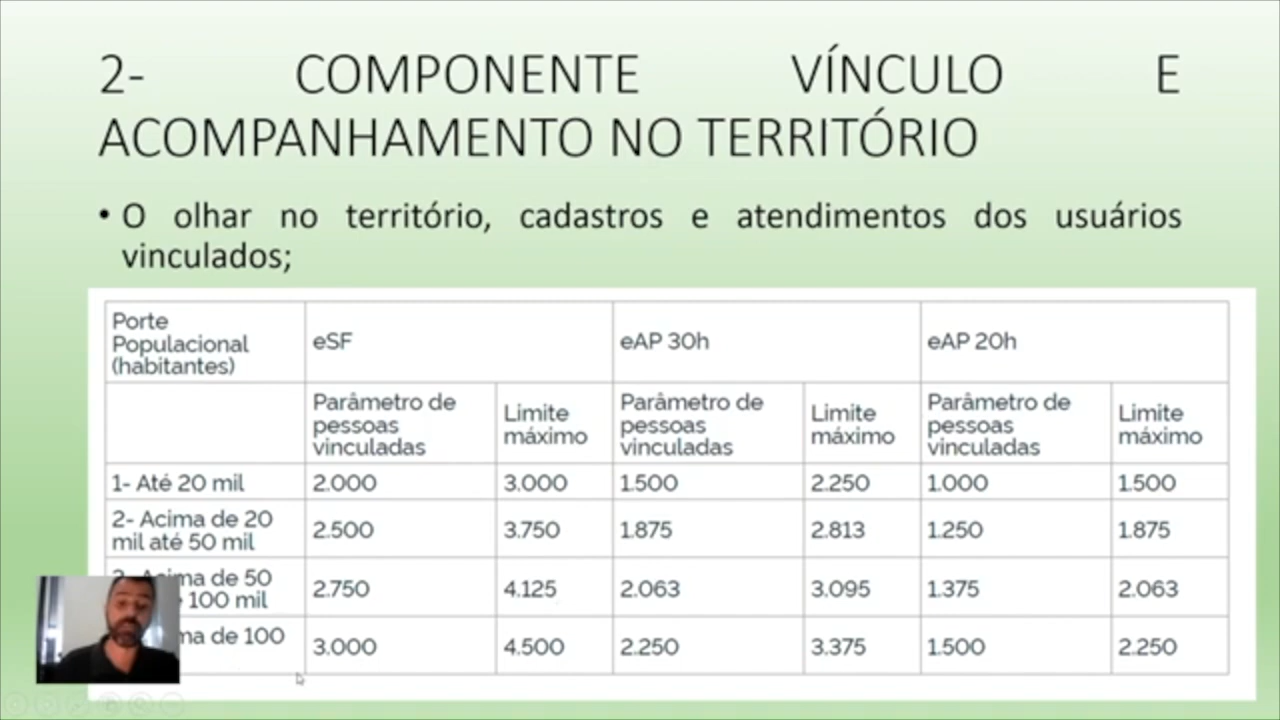 2- COMPONENTE VÍNCULO E
ACOMPANHAMENTO NO TERRITÓRIO
• O olhar no território, cadastros e atendimentos dos usuários
vinculados;
Porte
Populacional
(habitantes)
eSF
eAP 30h
eAP 20h
Parâmetro de
pessoas
vinculadas
Limite
máximo
Parâmetro de
pessoas
vinculadas
Limite
máximo
Parâmetro de
pessoas
vinculadas
Limite
máximo
1- Até 20 mil 2.000 3.000 1.500 2.250 1.000 1.500
2- Acima de 20
mil até 50 mil
2.500 3.750 1.875 2.813 1.250 1.875
de 50
100 mil
2.750 4.125 2.063 3.095 1.375 2.063
de 100
3.000 4.500 2.250 3.375 1.500 2.250